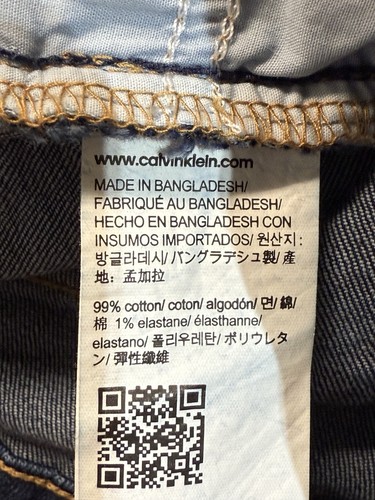 www.calvinklein.com
MADE IN BANGLADESH/
FABRIQUÉ AU BANGLADESH/
HECHO EN BANGLADESH CON
INSUMOS IMPORTADOS/ 원산지:
방글라데시/ バングラデシュ製/ 產
地: 孟加拉
99% cotton/ coton/ algodón/ 면/ 綿/
棉 1% elastane/ élasthanne/
elastano/ 폴리우레탄/ ポリウレタ
ン/ 彈性纖維